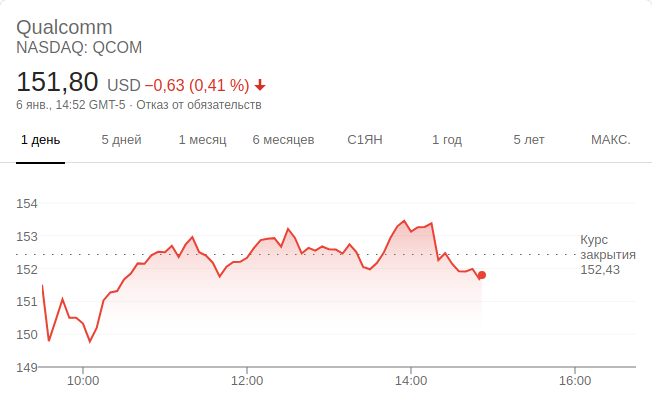 Qualcomm
NASDAQ: QCOM
151,80 USD −0,63 (0,41 %)
6 янв., 14:52 GMT-5 · Отказ от обязательств
1 день 5 дней 1 месяц 6 месяцев С1ЯН 1 год 5 лет МАКС.
154
153
152
151
150
149
Курс
закрытия
152,43
10:00 12:00 14:00 16:00